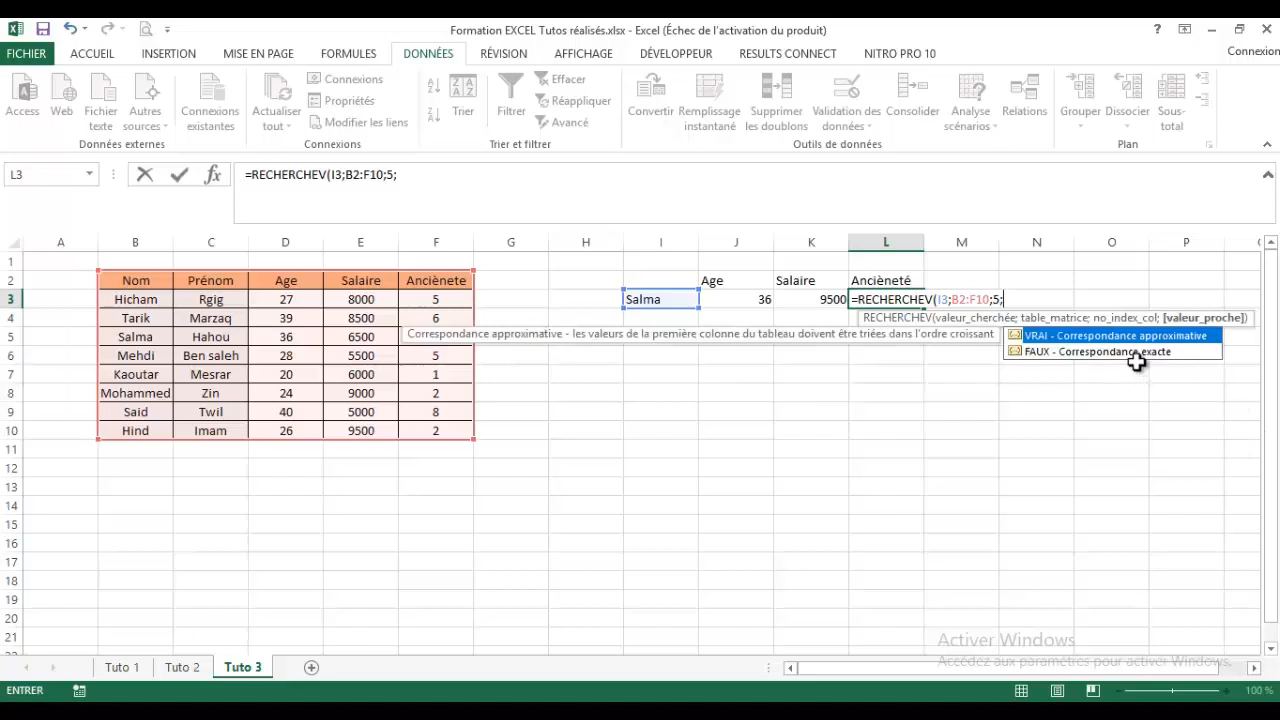 Formation EXCEL Tutos réalisés.xlsx - Excel (Échec de l'activation du produit)
FICHIER ACCUEIL INSERTION MISE EN PAGE FORMULES DONNÉES RÉVISION AFFICHAGE DÉVELOPPEUR RESULTS CONNECT NITRO PRO 10 Connexion
Access Web Fichier texte Autres sources Connexions existantes
Données externes
Actualiser tout Connexions Propriétés Modifier les liens
Connexions
Trier Filtrer Effacer Réappliquer Avancé
Trier et filtrer
Convertir Remplissage instantané Supprimer les doublons Validation des données Consolider Analyse scénarios Relations
Outils de données
Grouper Dissocier Sous-total
Plan
L3 fx =RECHERCHEV(I3;B2:F10;5;
A B C D E F G H I J K L M N O P
1
2 Nom Prénom Age Salaire Anciènete Age Salaire Ancièneté
3 Hicham Rgig 27 8000 5 Salma 36 9500 =RECHERCHEV(I3;B2:F10;5;
4 Tarik Marzaq 39 8500 6 RECHERCHEV(valeur_cherchée; table_matrice; no_index_col; [valeur_proche])
5 Salma Hahou 36 6500 Correspondance approximative - les valeurs de la première colonne du tableau doivent être triées dans l'ordre croissant VRAI - Correspondance approximative
6 Mehdi Ben saleh 28 5500 5 FAUX - Correspondance exacte
7 Kaoutar Mesrar 20 6000 1
8 Mohammed Zin 24 9000 2
9 Said Twil 40 5000 8
10 Hind Imam 26 9500 2
11
12
13
14
15
16
17
18
19
20
21
Activer Windows
Accédez aux paramètres pour activer Windows.
Tuto 1 Tuto 2 Tuto 3
ENTRER 100 %